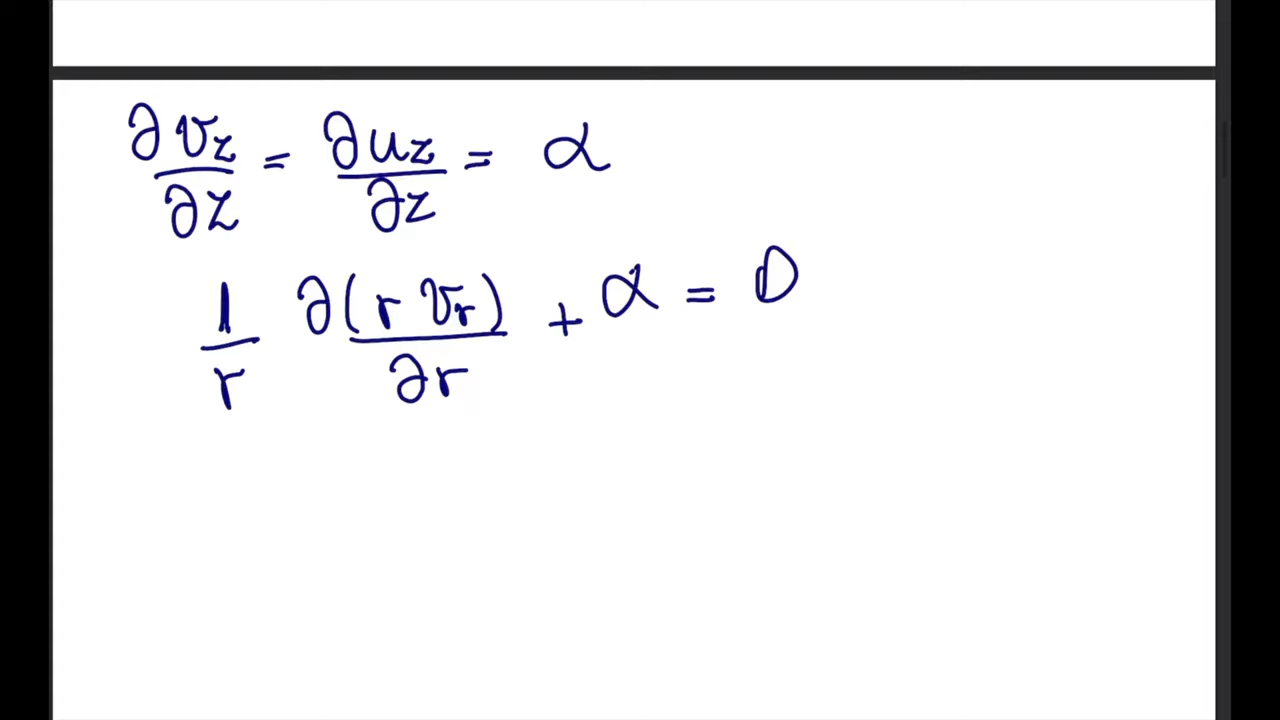 ∂v_z/∂z = ∂u_z/∂z = α
1/r ∂(r v_r)/∂r + α = 0